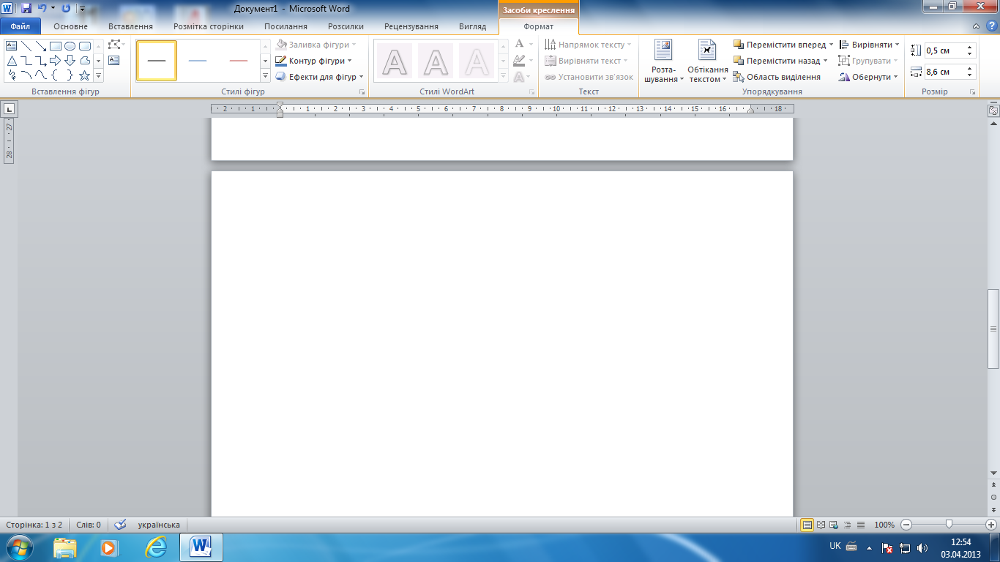 Документ1 - Microsoft Word
Засоби креслення
Файл Основне Вставлення Розмітка сторінки Посилання Розсилки Рецензування Вигляд Формат
Заливка фігури
Контур фігури
Ефекти для фігур
Напрямок тексту
Вирівняти текст
Установити зв'язок
Розта-
шування
Обтікання
текстом
Перемістити вперед
Перемістити назад
Область виділення
Вирівняти
Групувати
Обернути
0,5 см
8,6 см
Вставлення фігур Стилі фігур Стилі WordArt Текст Упорядкування Розмір
2 1 1 2 3 4 5 6 7 8 9 10 11 12 13 14 15 16 18
27
28
Сторінка: 1 з 2 Слів: 0 українська 100%
UK
12:54
03.04.2013